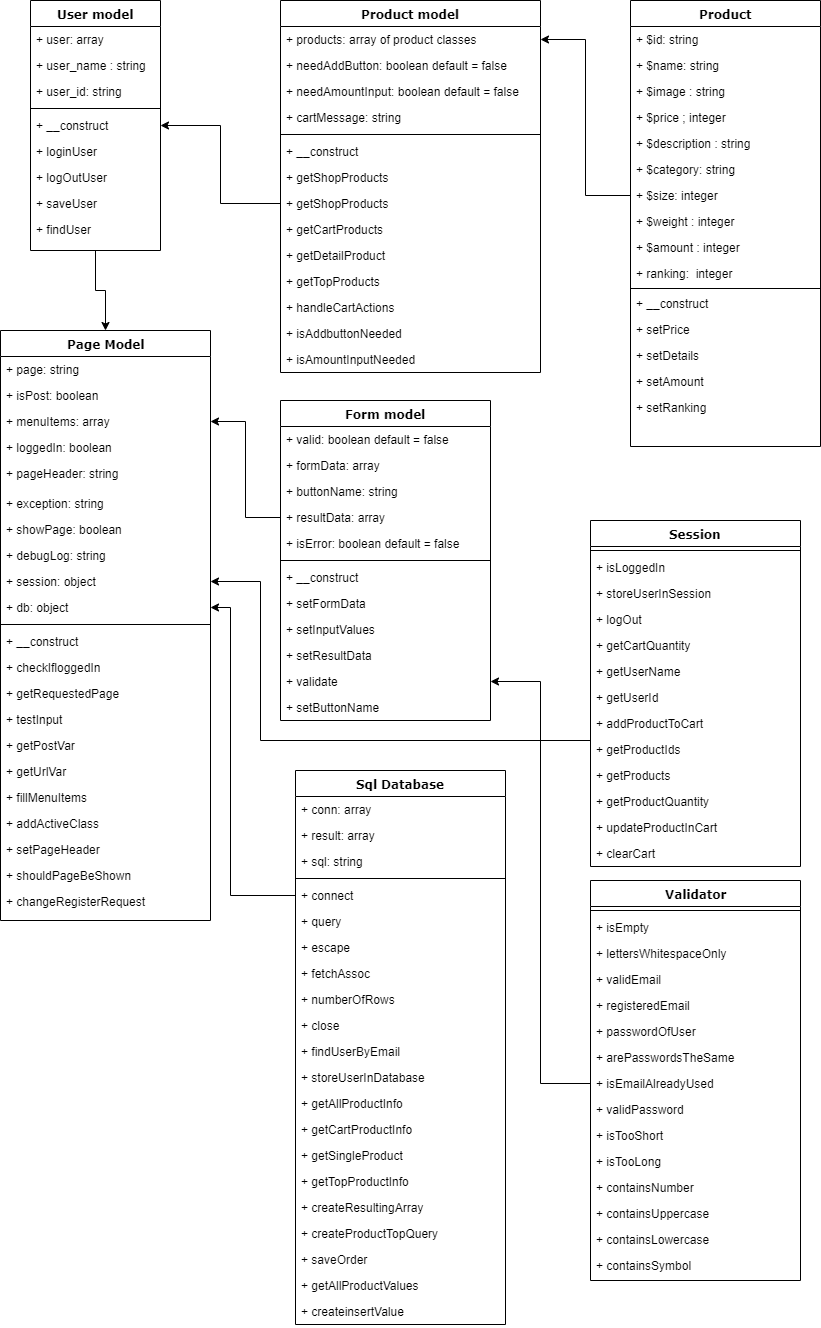 User model
+ user: array
+ user_name : string
+ user_id: string
+ __construct
+ loginUser
+ logOutUser
+ saveUser
+ findUser
Product model
+ products: array of product classes
+ needAddButton: boolean default = false
+ needAmountInput: boolean default = false
+ cartMessage: string
+ __construct
+ getShopProducts
+ getShopProducts
+ getCartProducts
+ getDetailProduct
+ getTopProducts
+ handleCartActions
+ isAddbuttonNeeded
+ isAmountInputNeeded
Product
+ $id: string
+ $name: string
+ $image : string
+ $price ; integer
+ $description : string
+ $category: string
+ $size: integer
+ $weight : integer
+ $amount : integer
+ ranking:  integer
+ __construct
+ setPrice
+ setDetails
+ setAmount
+ setRanking
Page Model
+ page: string
+ isPost: boolean
+ menuItems: array
+ loggedIn: boolean
+ pageHeader: string
+ exception: string
+ showPage: boolean
+ debugLog: string
+ session: object
+ db: object
+ __construct
+ checkIfloggedIn
+ getRequestedPage
+ testInput
+ getPostVar
+ getUrlVar
+ fillMenuItems
+ addActiveClass
+ setPageHeader
+ shouldPageBeShown
+ changeRegisterRequest
Form model
+ valid: boolean default = false
+ formData: array
+ buttonName: string
+ resultData: array
+ isError: boolean default = false
+ __construct
+ setFormData
+ setInputValues
+ setResultData
+ validate
+ setButtonName
Session
+ isLoggedIn
+ storeUserInSession
+ logOut
+ getCartQuantity
+ getUserName
+ getUserId
+ addProductToCart
+ getProductIds
+ getProducts
+ getProductQuantity
+ updateProductInCart
+ clearCart
Sql Database
+ conn: array
+ result: array
+ sql: string
+ connect
+ query
+ escape
+ fetchAssoc
+ numberOfRows
+ close
+ findUserByEmail
+ storeUserInDatabase
+ getAllProductInfo
+ getCartProductInfo
+ getSingleProduct
+ getTopProductInfo
+ createResultingArray
+ createProductTopQuery
+ saveOrder
+ getAllProductValues
+ createinsertValue
Validator
+ isEmpty
+ lettersWhitespaceOnly
+ validEmail
+ registeredEmail
+ passwordOfUser
+ arePasswordsTheSame
+ isEmailAlreadyUsed
+ validPassword
+ isTooShort
+ isTooLong
+ containsNumber
+ containsUppercase
+ containsLowercase
+ containsSymbol